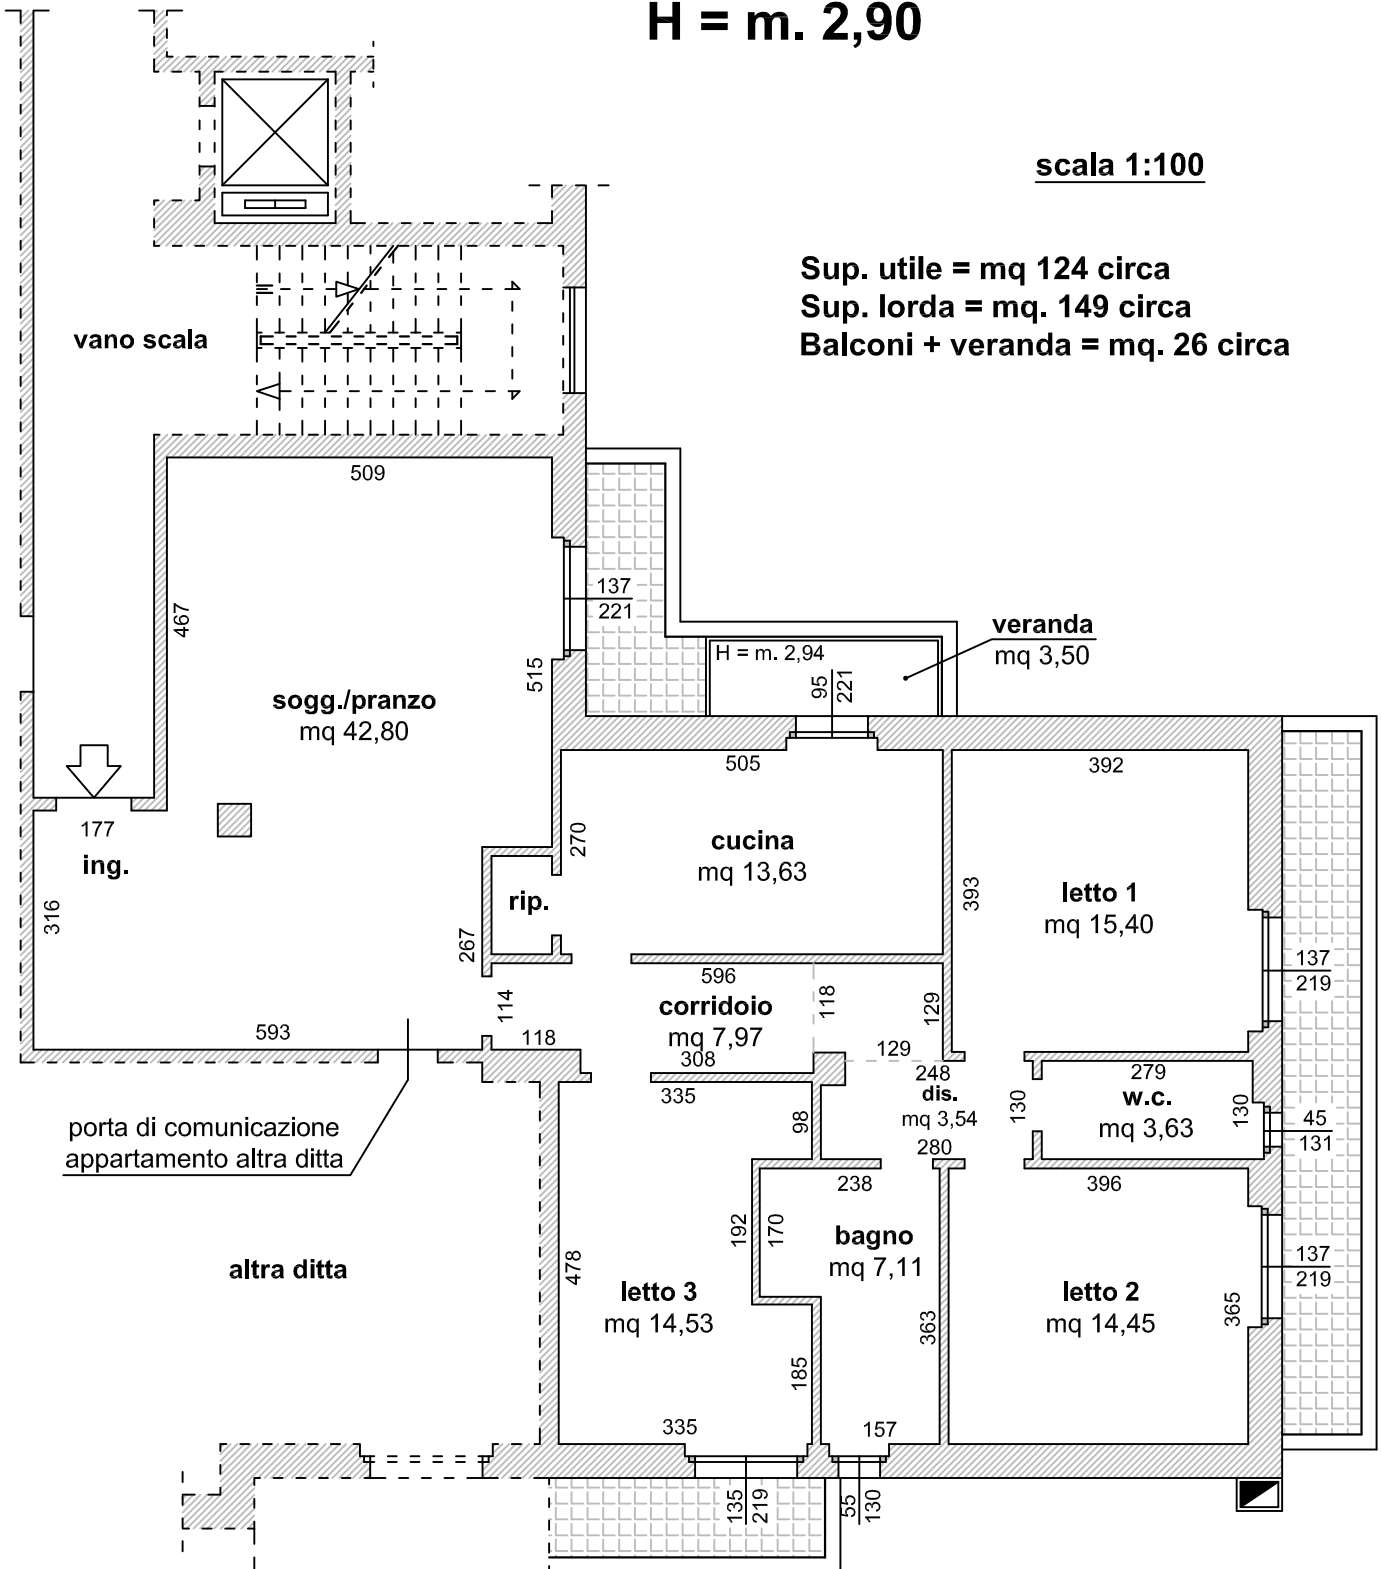 H = m. 2,90
scala 1:100
Sup. utile = mq 124 circa
Sup. lorda = mq. 149 circa
Balconi + veranda = mq. 26 circa
vano scala
509
467
137
221
515
sogg./pranzo
mq 42,80
veranda
mq 3,50
H = m. 2,94
95
221
505
392
177
ing.
316
270
cucina
mq 13,63
393
letto 1
mq 15,40
rip.
267
137
219
596
114
corridoio
mq 7,97
118
129
593
118
308
129
335
248
dis.
mq 3,54
280
98
130
279
w.c.
mq 3,63
130
45
131
porta di comunicazione
appartamento altra ditta
238
396
192
170
bagno
mq 7,11
478
altra ditta
letto 3
mq 14,53
363
letto 2
mq 14,45
365
137
219
185
335
157
135
219
55
130